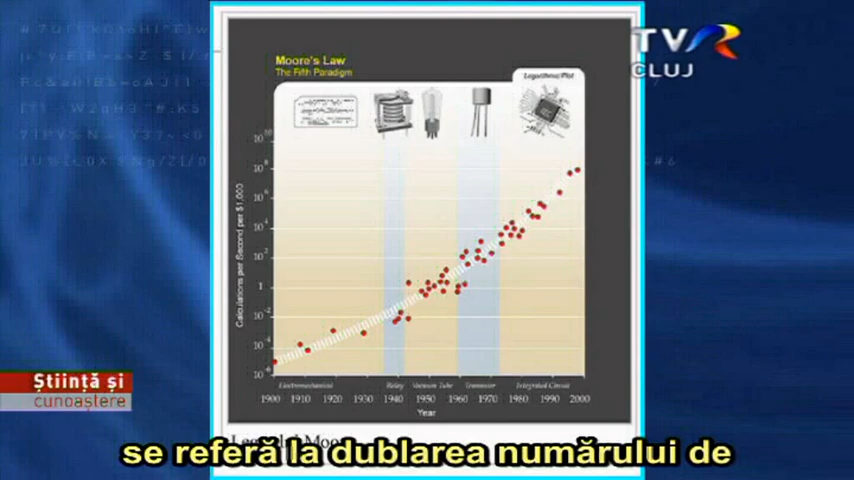 TVR
CLUJ
Moore's Law
The Fifth Paradigm
Logarithmic Plot
Calculations per Second per $1,000
10^10
10^8
10^6
10^4
10^2
1
10^-2
10^-4
10^-6
Electromechanical Relay Vacuum Tube Transistor Integrated Circuit
1900 1910 1920 1930 1940 1950 1960 1970 1980 1990 2000
Year
Știință și
cunoaștere
se referă la dublarea numărului de